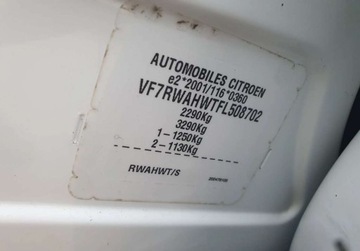 AUTOMOBILES CITROEN
e2*2001/116*0360
VF7RWAHWTFL508702
2290Kg
3290Kg
1-1250Kg
2-1130Kg
RWAHWT/S